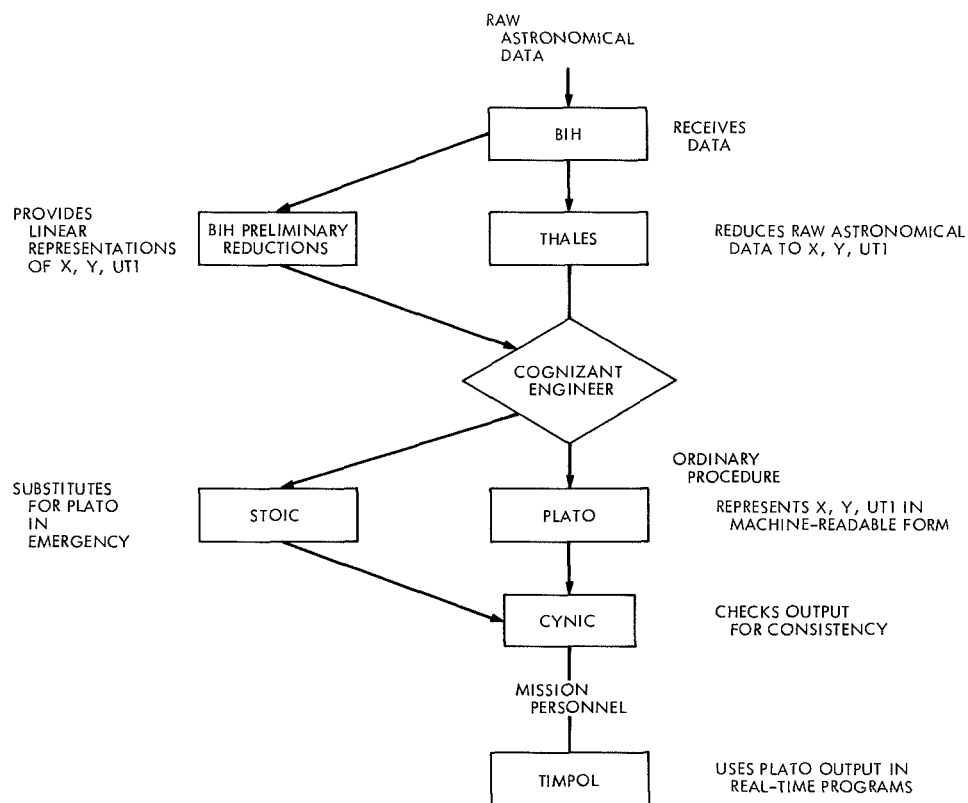 RAW
ASTRONOMICAL
DATA
BIH
RECEIVES
DATA
PROVIDES
LINEAR
REPRESENTATIONS
OF X, Y, UT1
BIH PRELIMINARY
REDUCTIONS
THALES
REDUCES RAW ASTRONOMICAL
DATA TO X, Y, UT1
COGNIZANT
ENGINEER
ORDINARY
PROCEDURE
SUBSTITUTES
FOR PLATO
IN
EMERGENCY
STOIC
PLATO
REPRESENTS X, Y, UT1 IN
MACHINE-READABLE FORM
CYNIC
CHECKS OUTPUT
FOR CONSISTENCY
MISSION
PERSONNEL
TIMPOL
USES PLATO OUTPUT IN
REAL-TIME PROGRAMS